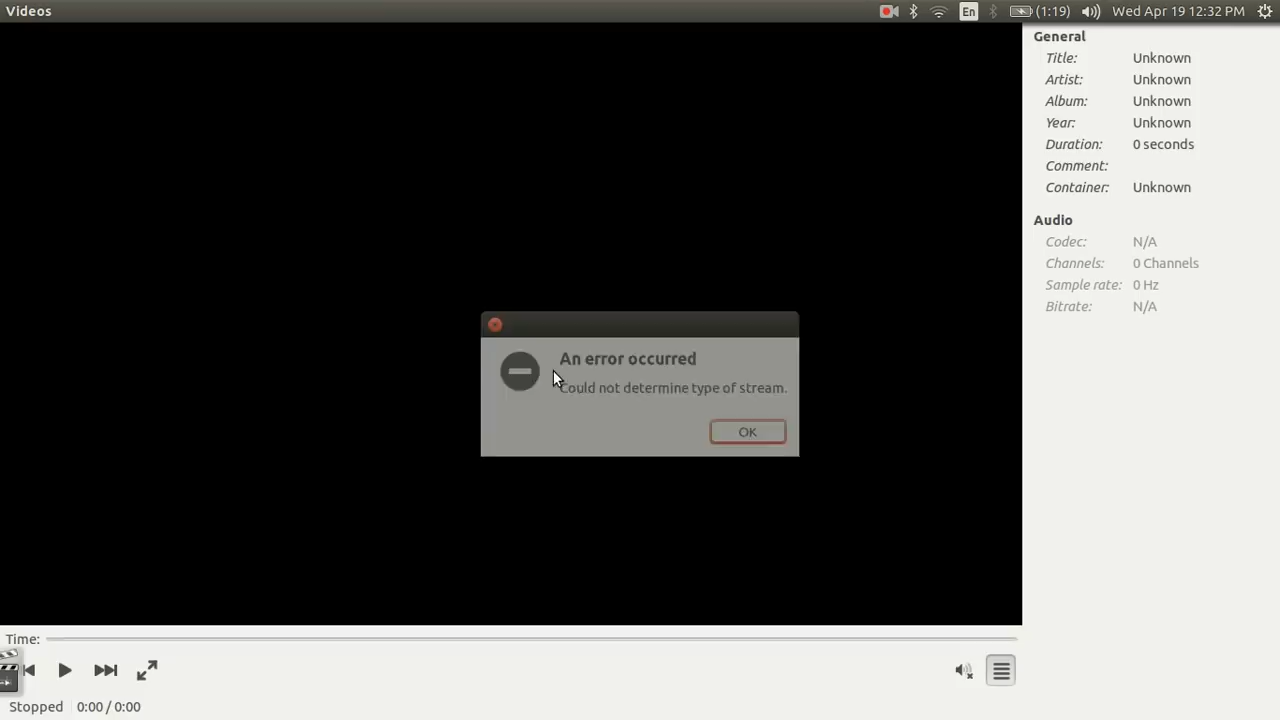 Videos
En
(1:19)
Wed Apr 19 12:32 PM
General
Title: Unknown
Artist: Unknown
Album: Unknown
Year: Unknown
Duration: 0 seconds
Comment:
Container: Unknown
Audio
Codec: N/A
Channels: 0 Channels
Sample rate: 0 Hz
Bitrate: N/A
An error occurred
Could not determine type of stream.
OK
Time:
Stopped 0:00 / 0:00